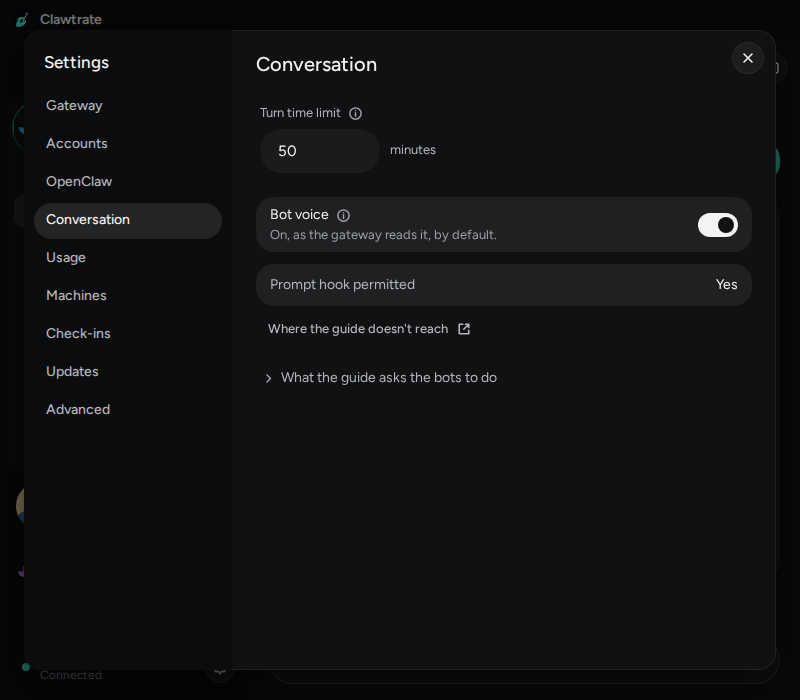 Clawtrate
Settings
Gateway
Accounts
OpenClaw
Conversation
Usage
Machines
Check-ins
Updates
Advanced
Conversation
Turn time limit
50 minutes
Bot voice
On, as the gateway reads it, by default.
Prompt hook permitted Yes
Where the guide doesn't reach
What the guide asks the bots to do
Connected